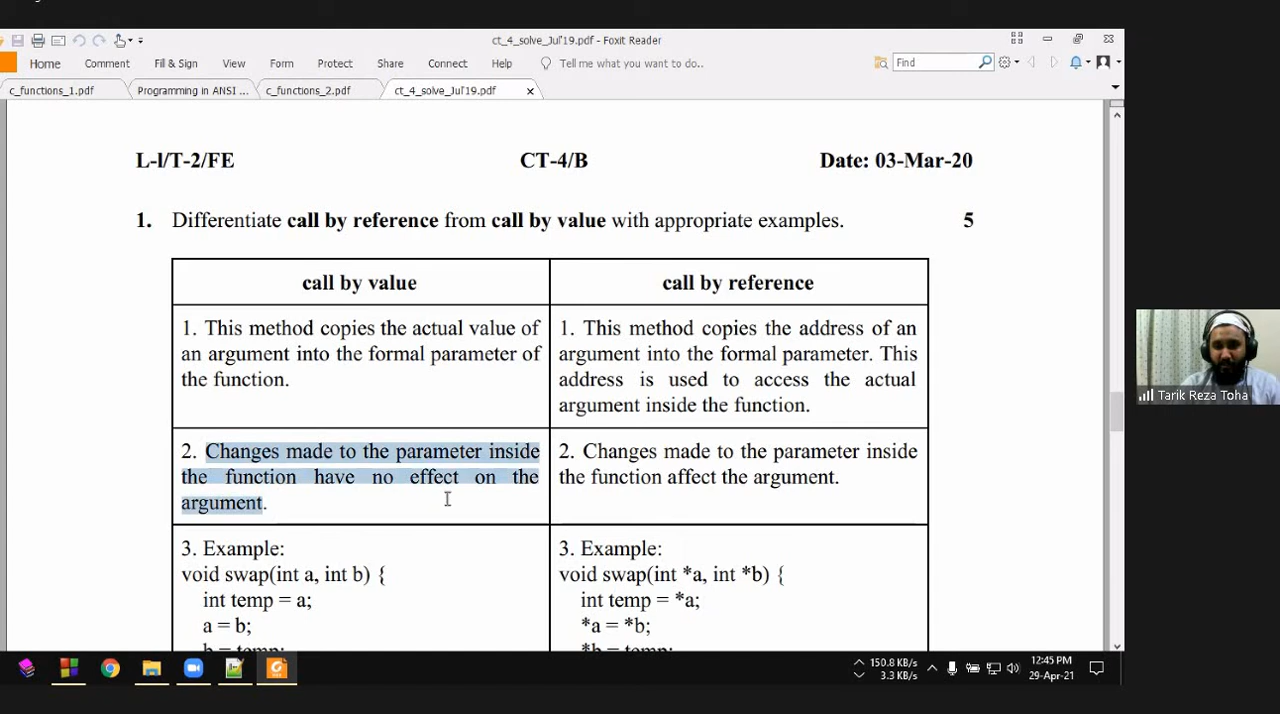 ct_4_solve_Jul'19.pdf - Foxit Reader
Home Comment Fill & Sign View Form Protect Share Connect Help Tell me what you want to do.. Find
c_functions_1.pdf Programming in ANSI ... c_functions_2.pdf ct_4_solve_Jul'19.pdf
L-I/T-2/FE CT-4/B Date: 03-Mar-20
1. Differentiate call by reference from call by value with appropriate examples. 5
call by value
1. This method copies the actual value of
an argument into the formal parameter of
the function.
2. Changes made to the parameter inside
the function have no effect on the
argument.
3. Example:
void swap(int a, int b) {
int temp = a;
a = b;
b = temp;
call by reference
1. This method copies the address of an
argument into the formal parameter. This
address is used to access the actual
argument inside the function.
2. Changes made to the parameter inside
the function affect the argument.
3. Example:
void swap(int *a, int *b) {
int temp = *a;
*a = *b;
*b = temp;
Tarik Reza Toha
150.8 KB/s
3.3 KB/s
12:45 PM
29-Apr-21